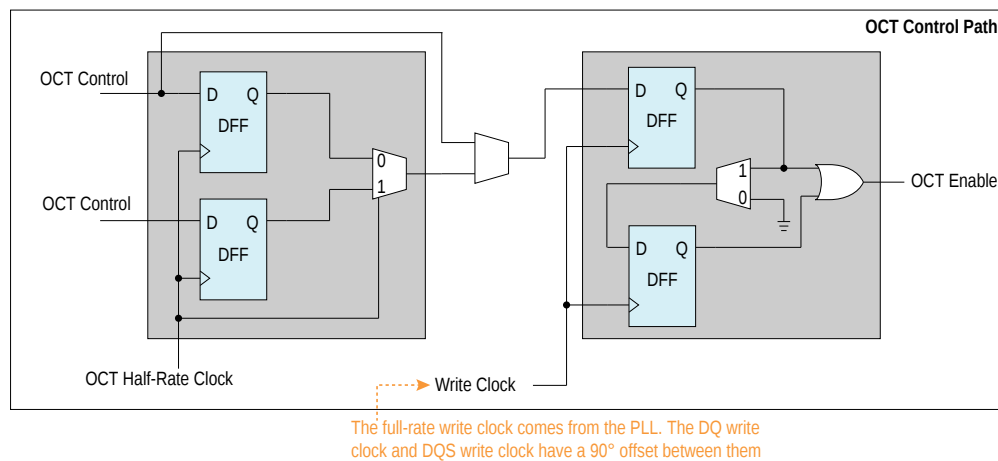 OCT Control Path
OCT Control
D Q
DFF
OCT Control
D Q
DFF
0
1
D Q
DFF
1
0
OCT Enable
D Q
DFF
OCT Half-Rate Clock
Write Clock
The full-rate write clock comes from the PLL. The DQ write
clock and DQS write clock have a 90° offset between them